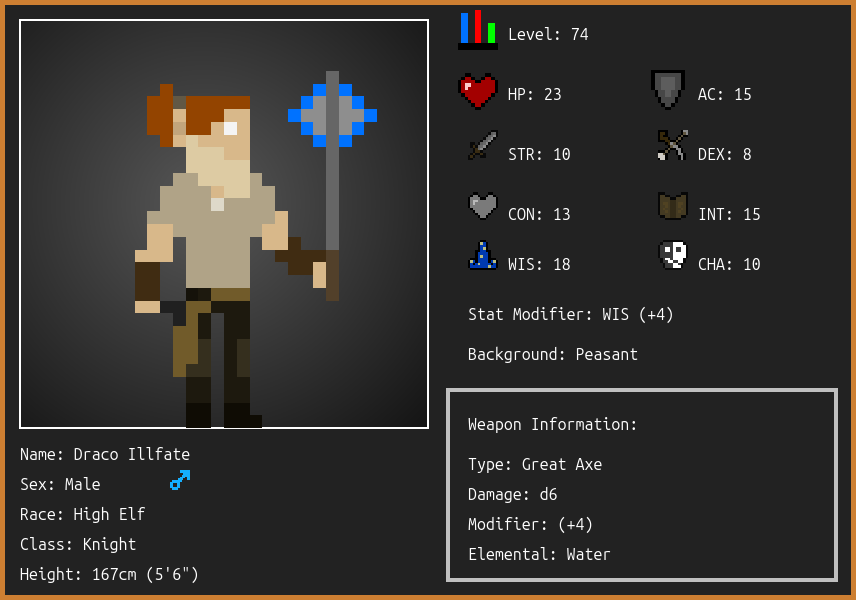 Level: 74
HP: 23
AC: 15
STR: 10
DEX: 8
CON: 13
INT: 15
WIS: 18
CHA: 10
Stat Modifier: WIS (+4)
Background: Peasant
Weapon Information:
Type: Great Axe
Damage: d6
Modifier: (+4)
Elemental: Water
Name: Draco Illfate
Sex: Male
Race: High Elf
Class: Knight
Height: 167cm (5'6")